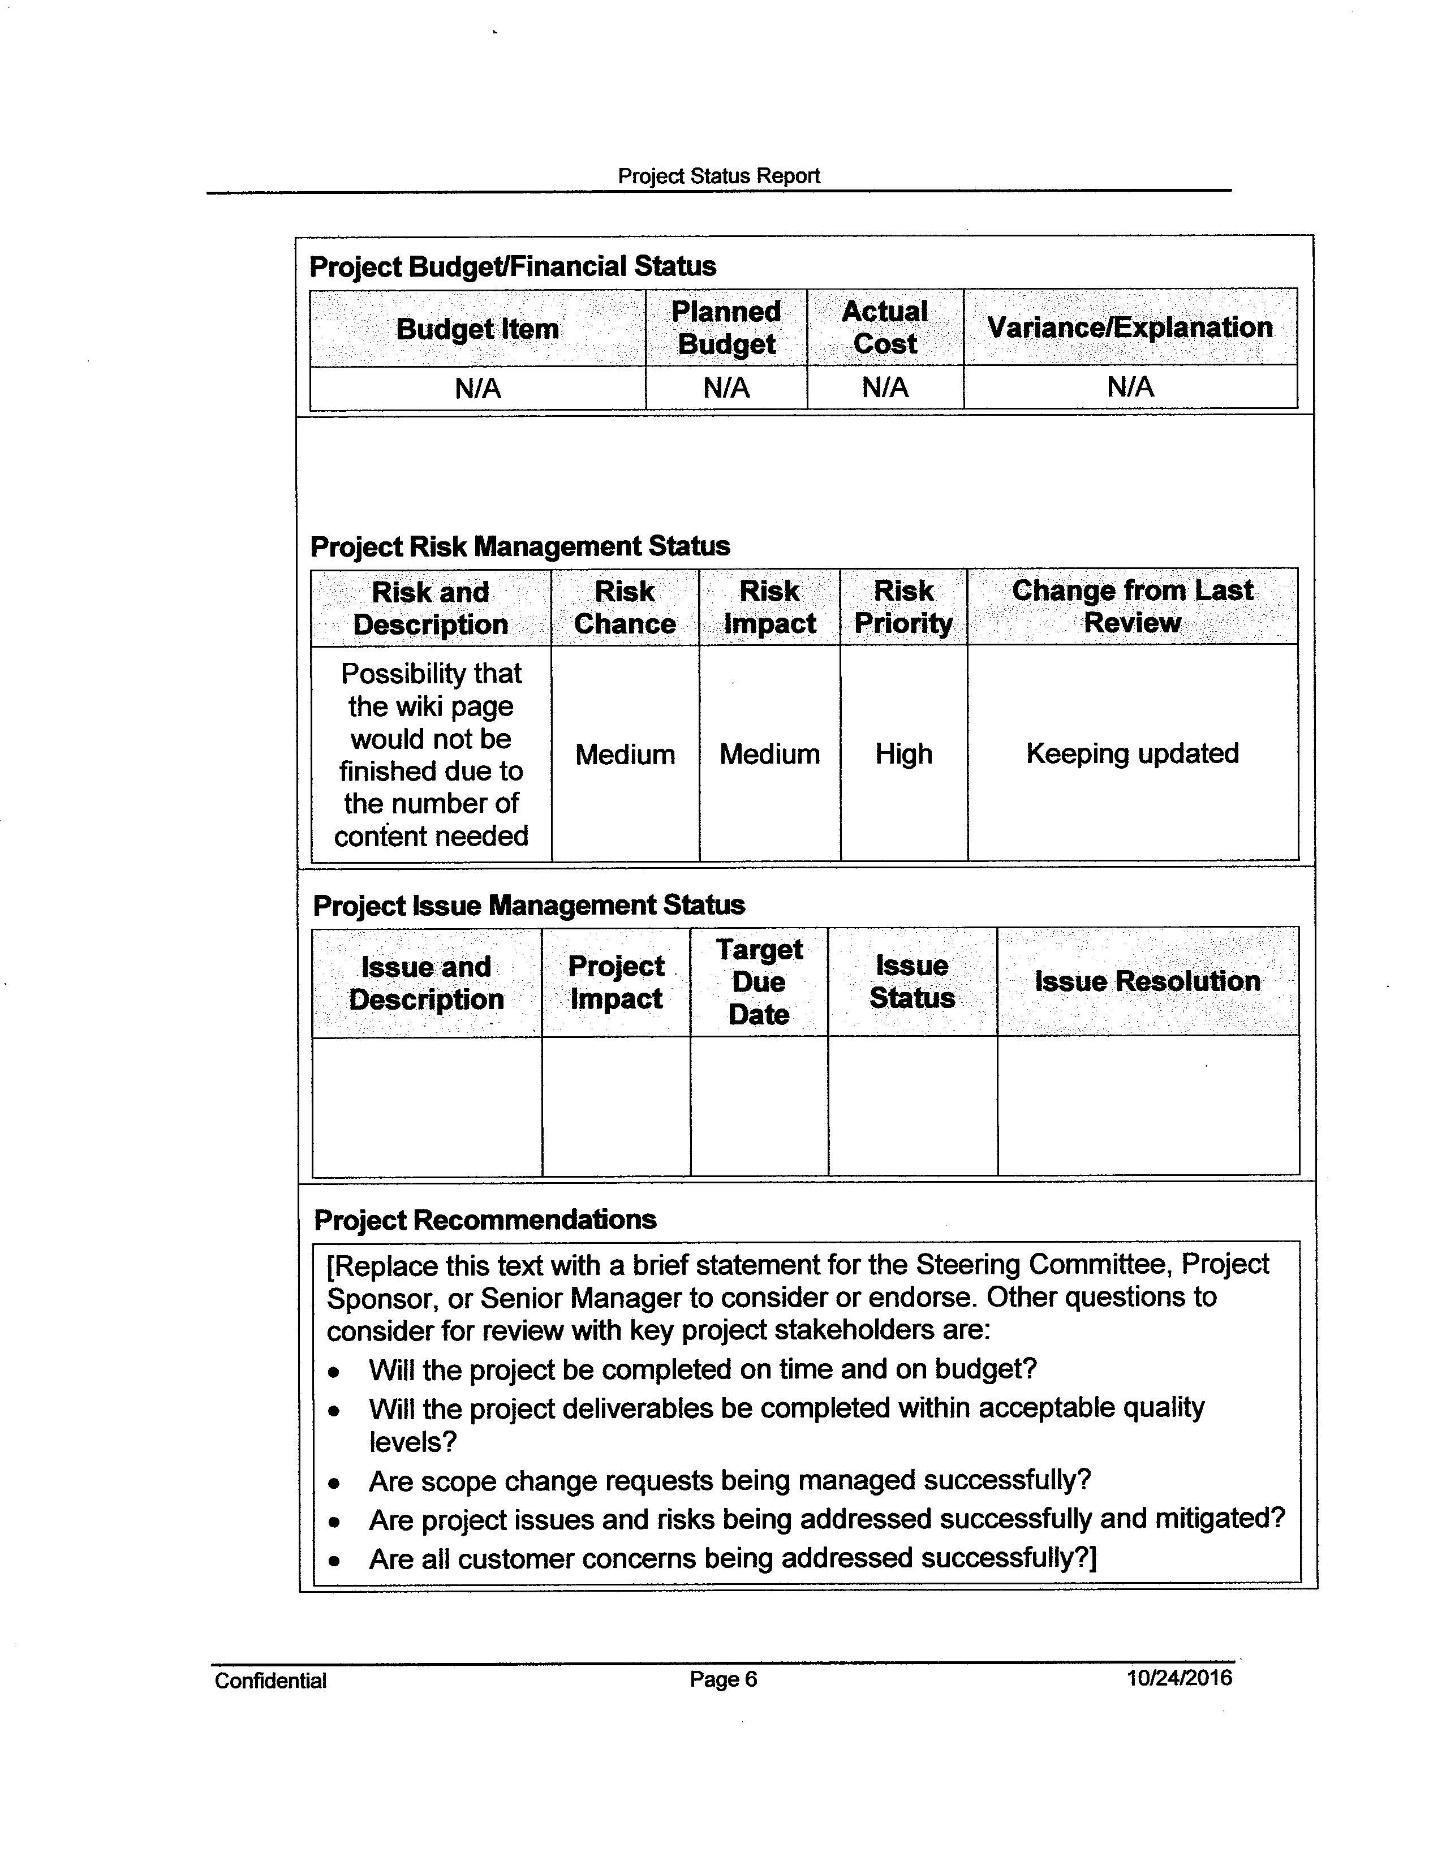 Project Status Report
Project Budget/Financial Status
Budget Item
Planned
Budget
Actual
Cost
Variance/Explanation
N/A
N/A
N/A
N/A
Project Risk Management Status
Risk and
Description
Risk
Chance
Risk
Impact
Risk
Priority
Change from Last
Review
Possibility that
the wiki page
would not be
finished due to
the number of
content needed
Medium
Medium
High
Keeping updated
Project Issue Management Status
Issue and
Description
Project
Impact
Target
Due
Date
Issue
Status
Issue Resolution
Project Recommendations
[Replace this text with a brief statement for the Steering Committee, Project
Sponsor, or Senior Manager to consider or endorse. Other questions to
consider for review with key project stakeholders are:
• Will the project be completed on time and on budget?
• Will the project deliverables be completed within acceptable quality
levels?
• Are scope change requests being managed successfully?
• Are project issues and risks being addressed successfully and mitigated?
• Are all customer concerns being addressed successfully?]
Confidential
Page 6
10/24/2016